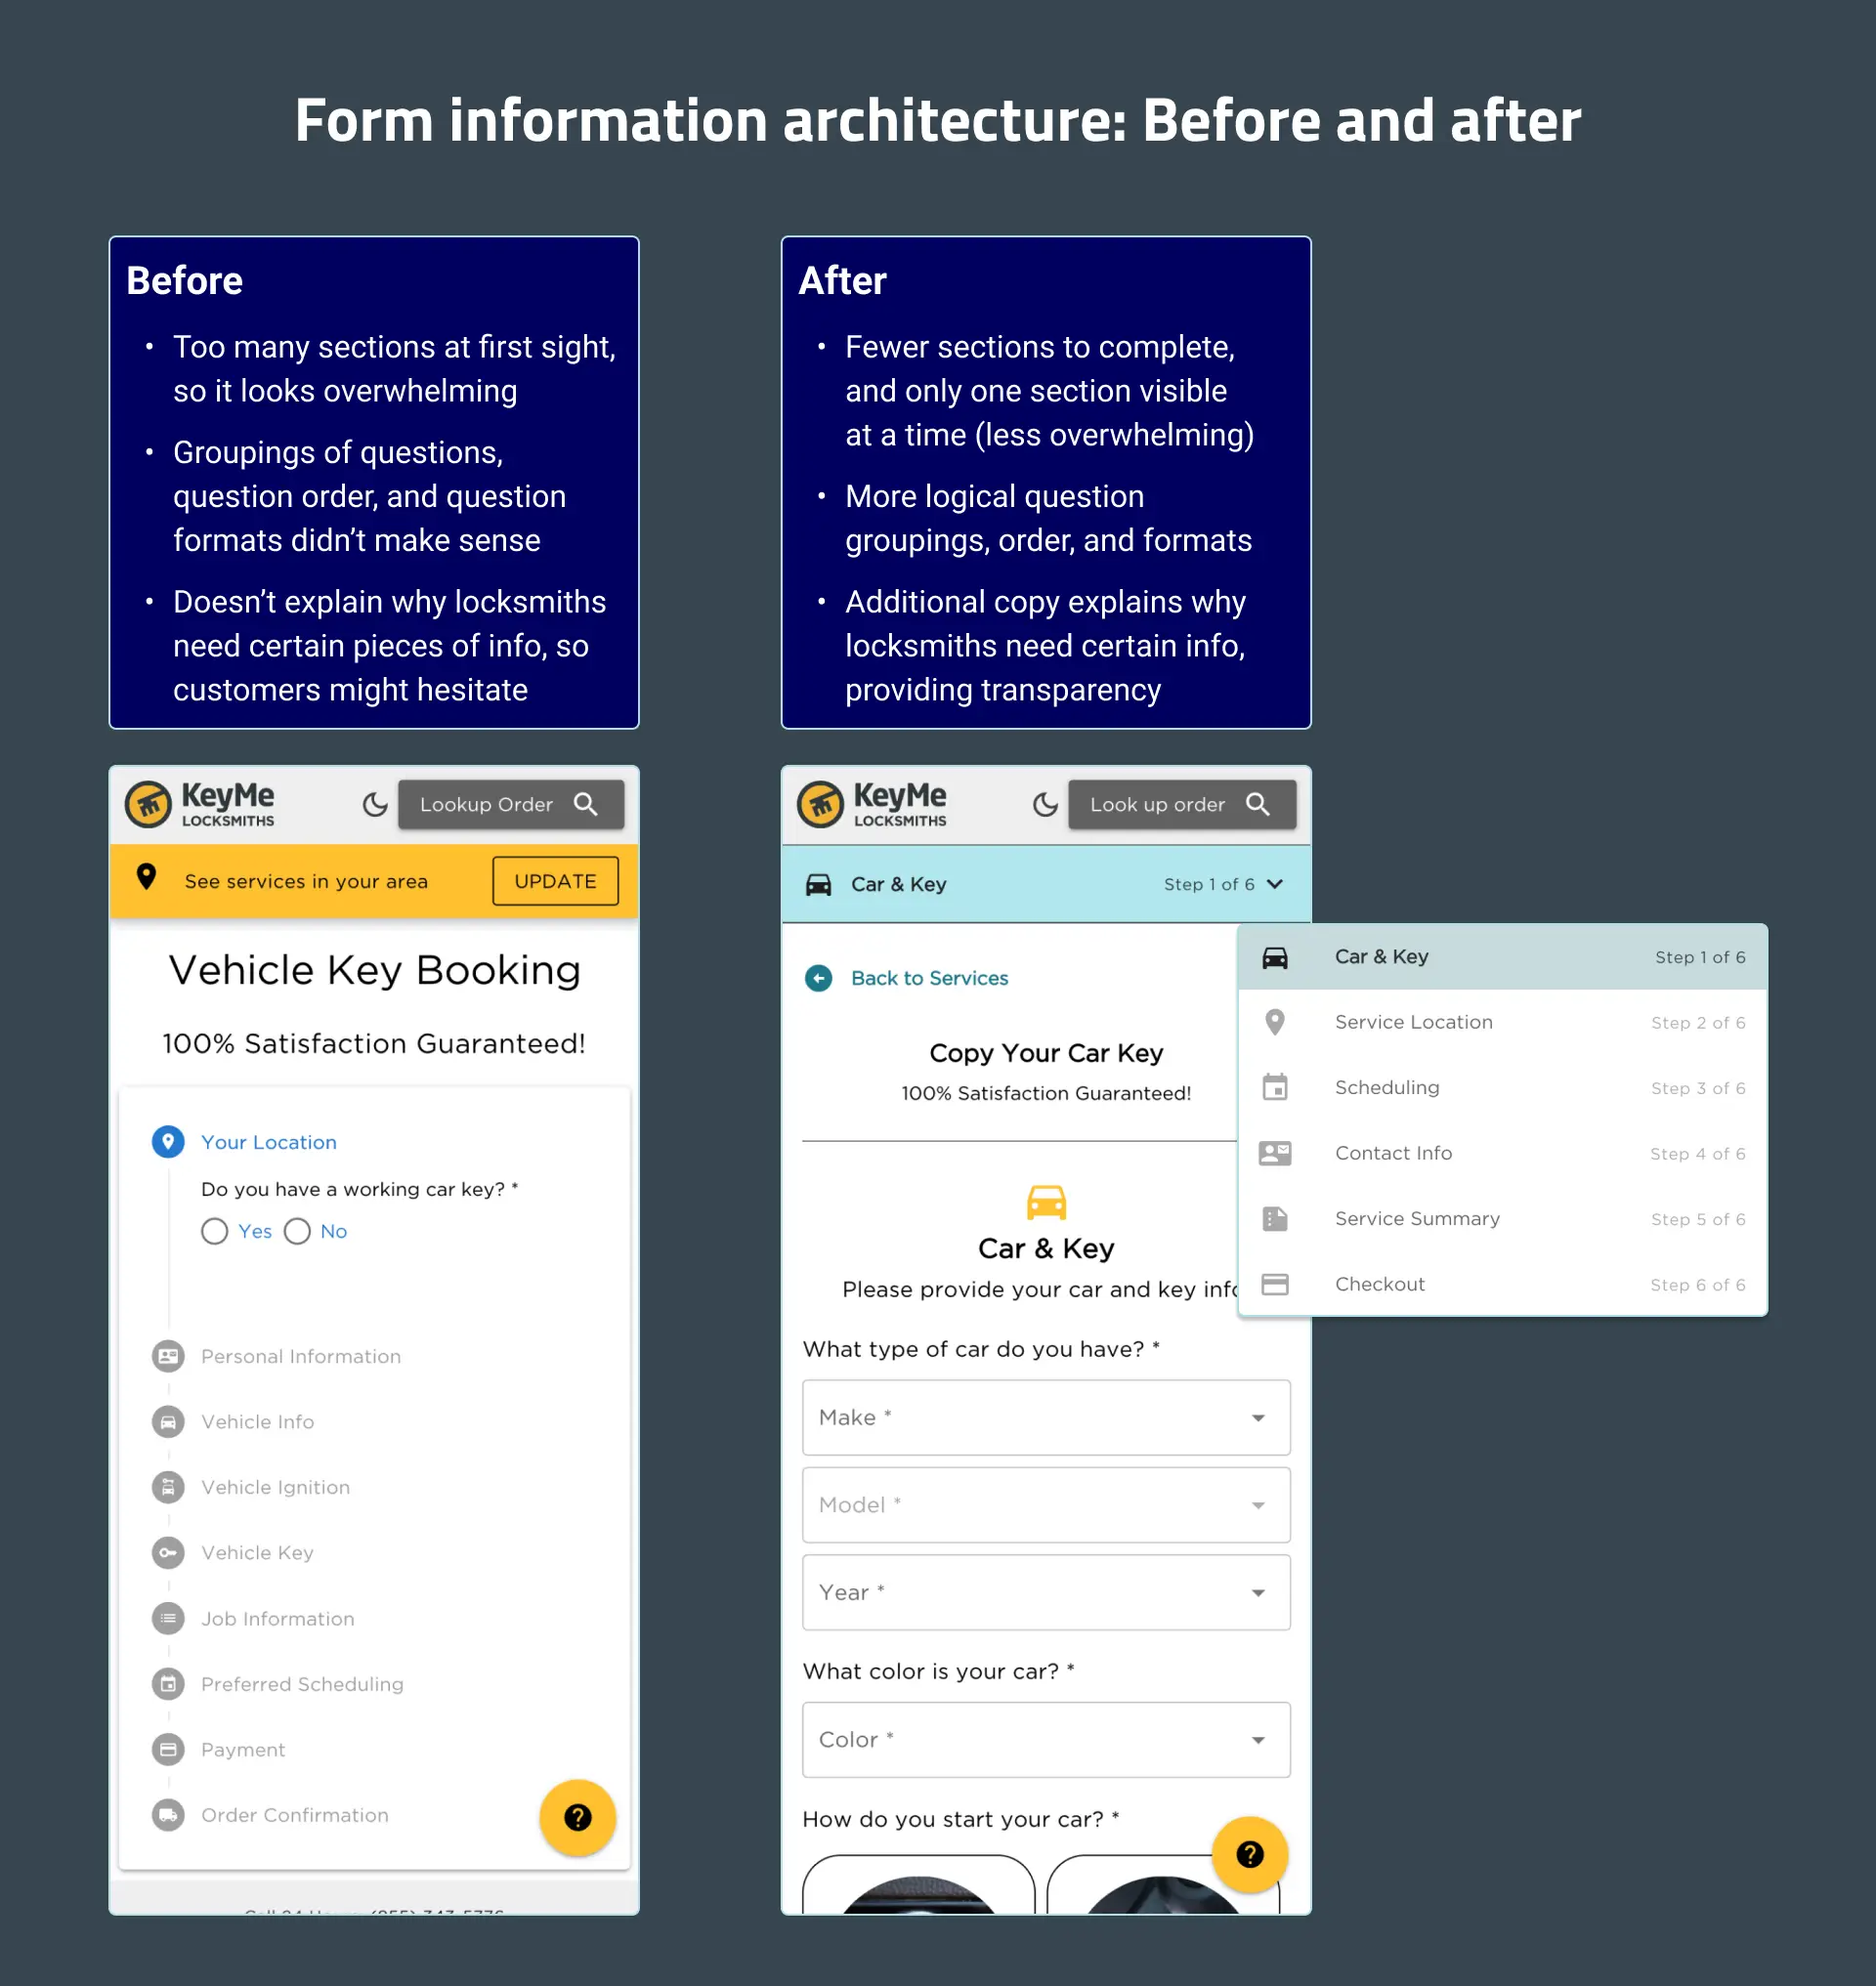 Form information architecture: Before and after
Before
• Too many sections at first sight,
so it looks overwhelming
• Groupings of questions,
question order, and question
formats didn’t make sense
• Doesn’t explain why locksmiths
need certain pieces of info, so
customers might hesitate
After
• Fewer sections to complete,
and only one section visible
at a time (less overwhelming)
• More logical question
groupings, order, and formats
• Additional copy explains why
locksmiths need certain info,
providing transparency
KeyMe
LOCKSMITHS
Lookup Order
See services in your area
UPDATE
Vehicle Key Booking
100% Satisfaction Guaranteed!
Your Location
Do you have a working car key? *
Yes No
Personal Information
Vehicle Info
Vehicle Ignition
Vehicle Key
Job Information
Preferred Scheduling
Payment
Order Confirmation
KeyMe
LOCKSMITHS
Look up order
Car & Key
Step 1 of 6
Back to Services
Copy Your Car Key
100% Satisfaction Guaranteed!
Car & Key
Please provide your car and key info
What type of car do you have? *
Make *
Model *
Year *
What color is your car? *
Color *
How do you start your car? *
Car & Key Step 1 of 6
Service Location Step 2 of 6
Scheduling Step 3 of 6
Contact Info Step 4 of 6
Service Summary Step 5 of 6
Checkout Step 6 of 6